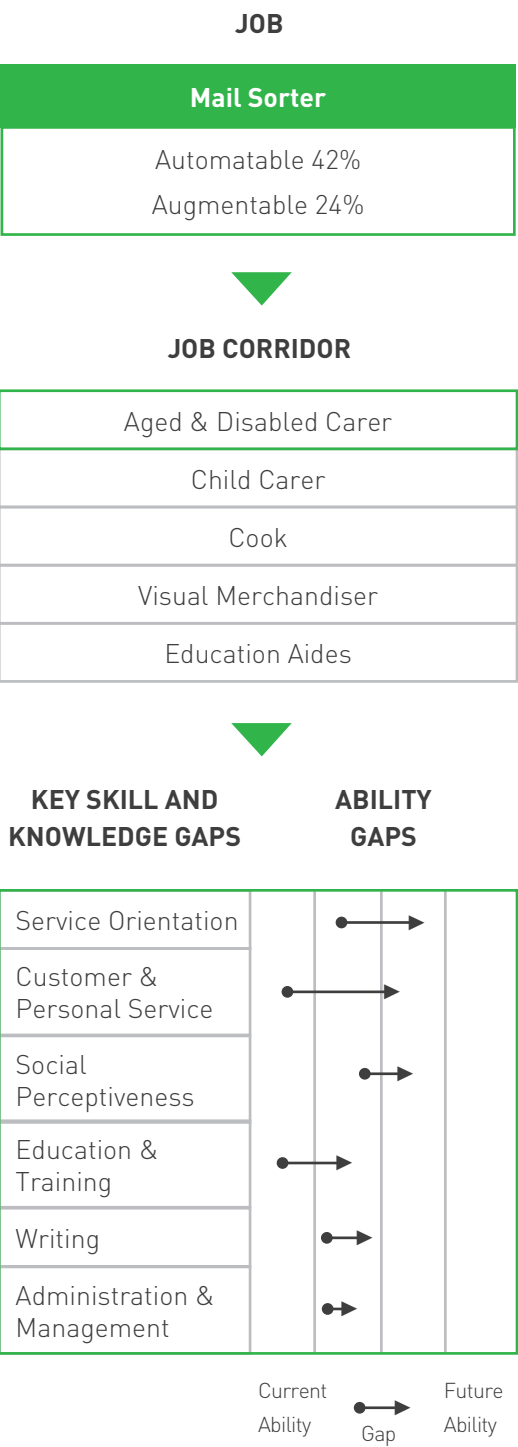 JOB
Mail Sorter
Automatable 42%
Augmentable 24%
JOB CORRIDOR
Aged & Disabled Carer
Child Carer
Cook
Visual Merchandiser
Education Aides
KEY SKILL AND
KNOWLEDGE GAPS
ABILITY
GAPS
Service Orientation
Customer &
Personal Service
Social
Perceptiveness
Education &
Training
Writing
Administration &
Management
Current
Ability
Gap
Future
Ability